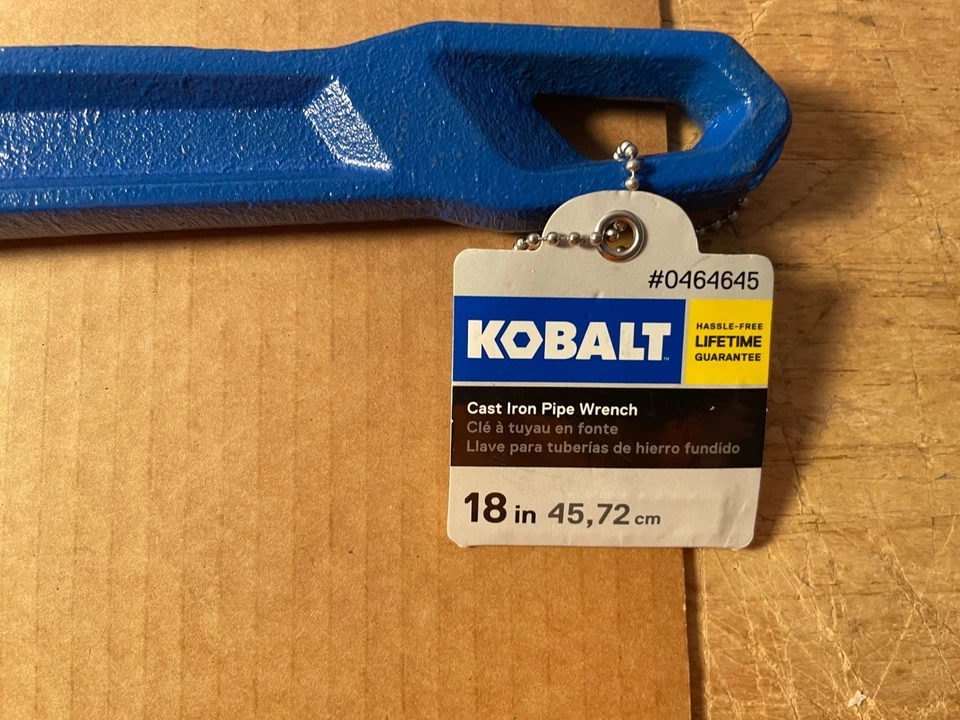 #0464645
KOBALT™
HASSLE-FREE
LIFETIME
GUARANTEE
Cast Iron Pipe Wrench
Clé à tuyau en fonte
Llave para tuberías de hierro fundido
18 in 45,72 cm